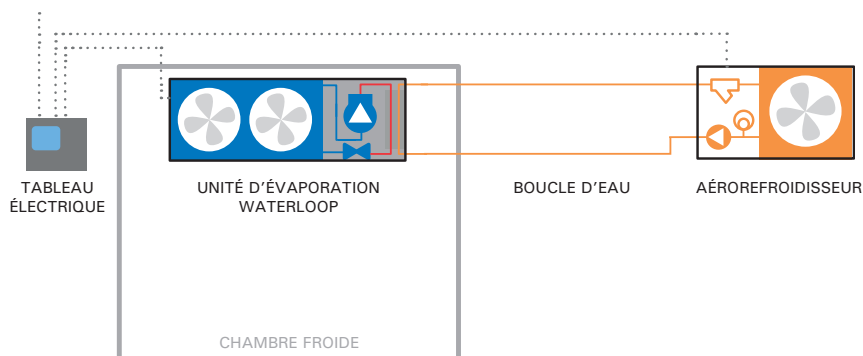 TABLEAU
ÉLECTRIQUE
UNITÉ D'ÉVAPORATION
WATERLOOP
BOUCLE D'EAU
AÉROREFROIDISSEUR
CHAMBRE FROIDE